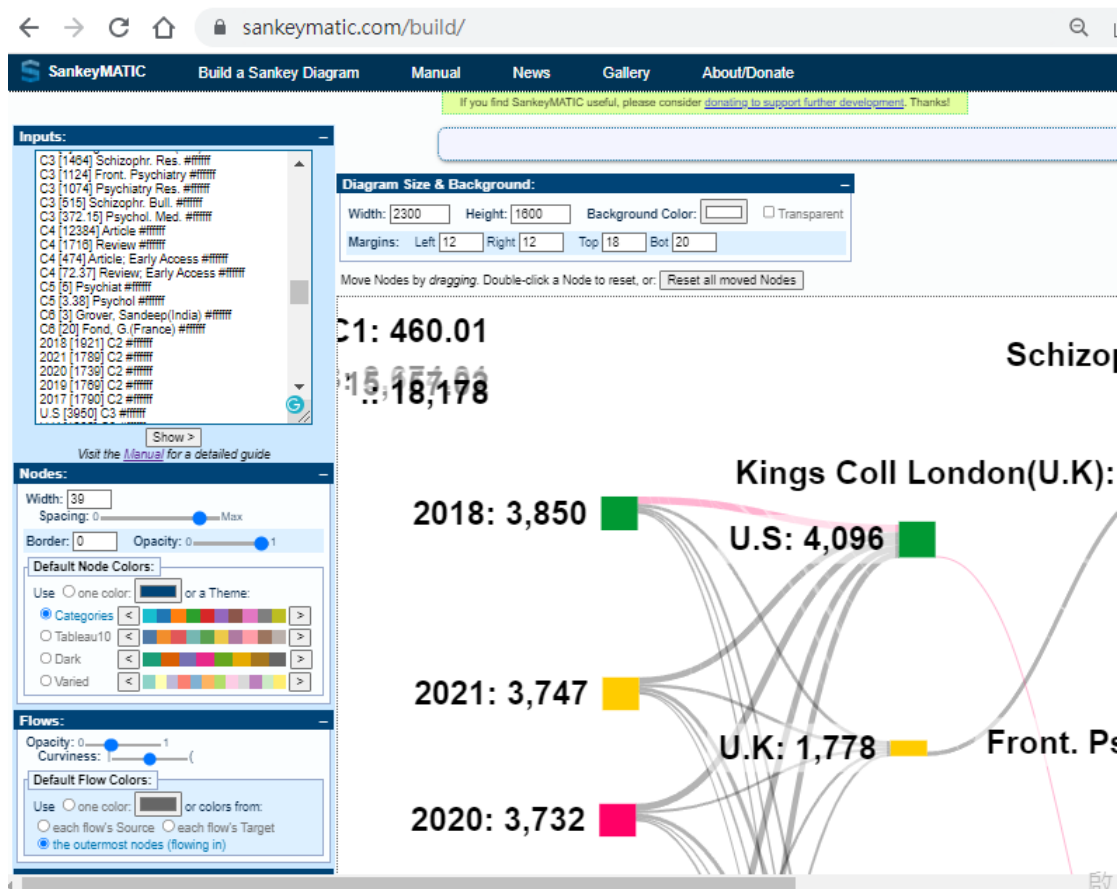 sankeymatic.com/build/
SankeyMATIC Build a Sankey Diagram Manual News Gallery About/Donate
If you find SankeyMATIC useful, please consider donating to support further development. Thanks!
Inputs: –
C3 [1464] Schizophr. Res. #ffffff
C3 [1124] Front. Psychiatry #ffffff
C3 [1074] Psychiatry Res. #ffffff
C3 [615] Schizophr. Bull. #ffffff
C3 [372.15] Psychol. Med. #ffffff
C4 [12384] Article #ffffff
C4 [1716] Review #ffffff
C4 [474] Article; Early Access #ffffff
C4 [72.37] Review; Early Access #ffffff
C5 [5] Psychiat #ffffff
C5 [3.38] Psychol #ffffff
C6 [3] Grover, Sandeep(India) #ffffff
C6 [20] Fond, G.(France) #ffffff
2018 [1921] C2 #ffffff
2021 [1789] C2 #ffffff
2020 [1739] C2 #ffffff
2019 [1769] C2 #ffffff
2017 [1790] C2 #ffffff
U.S [3950] C3 #ffffff
Show >
Visit the Manual for a detailed guide
Nodes: –
Width: 39
Spacing: 0 Max
Border: 0 Opacity: 0 1
Default Node Colors:
Use one color: or a Theme:
Categories < >
Tableau10 < >
Dark < >
Varied < >
Flows: –
Opacity: 0 1
Curviness: | (
Default Flow Colors:
Use one color: or colors from:
each flow's Source each flow's Target
the outermost nodes (flowing in)
Diagram Size & Background: –
Width: 2300 Height: 1600 Background Color: Transparent
Margins: Left 12 Right 12 Top 18 Bot 20
Move Nodes by dragging. Double-click a Node to reset, or: Reset all moved Nodes
C1: 460.01
.: 18,178
Schizop
Kings Coll London(U.K):
2018: 3,850
U.S: 4,096
2021: 3,747
U.K: 1,778
Front. Ps
2020: 3,732
啟